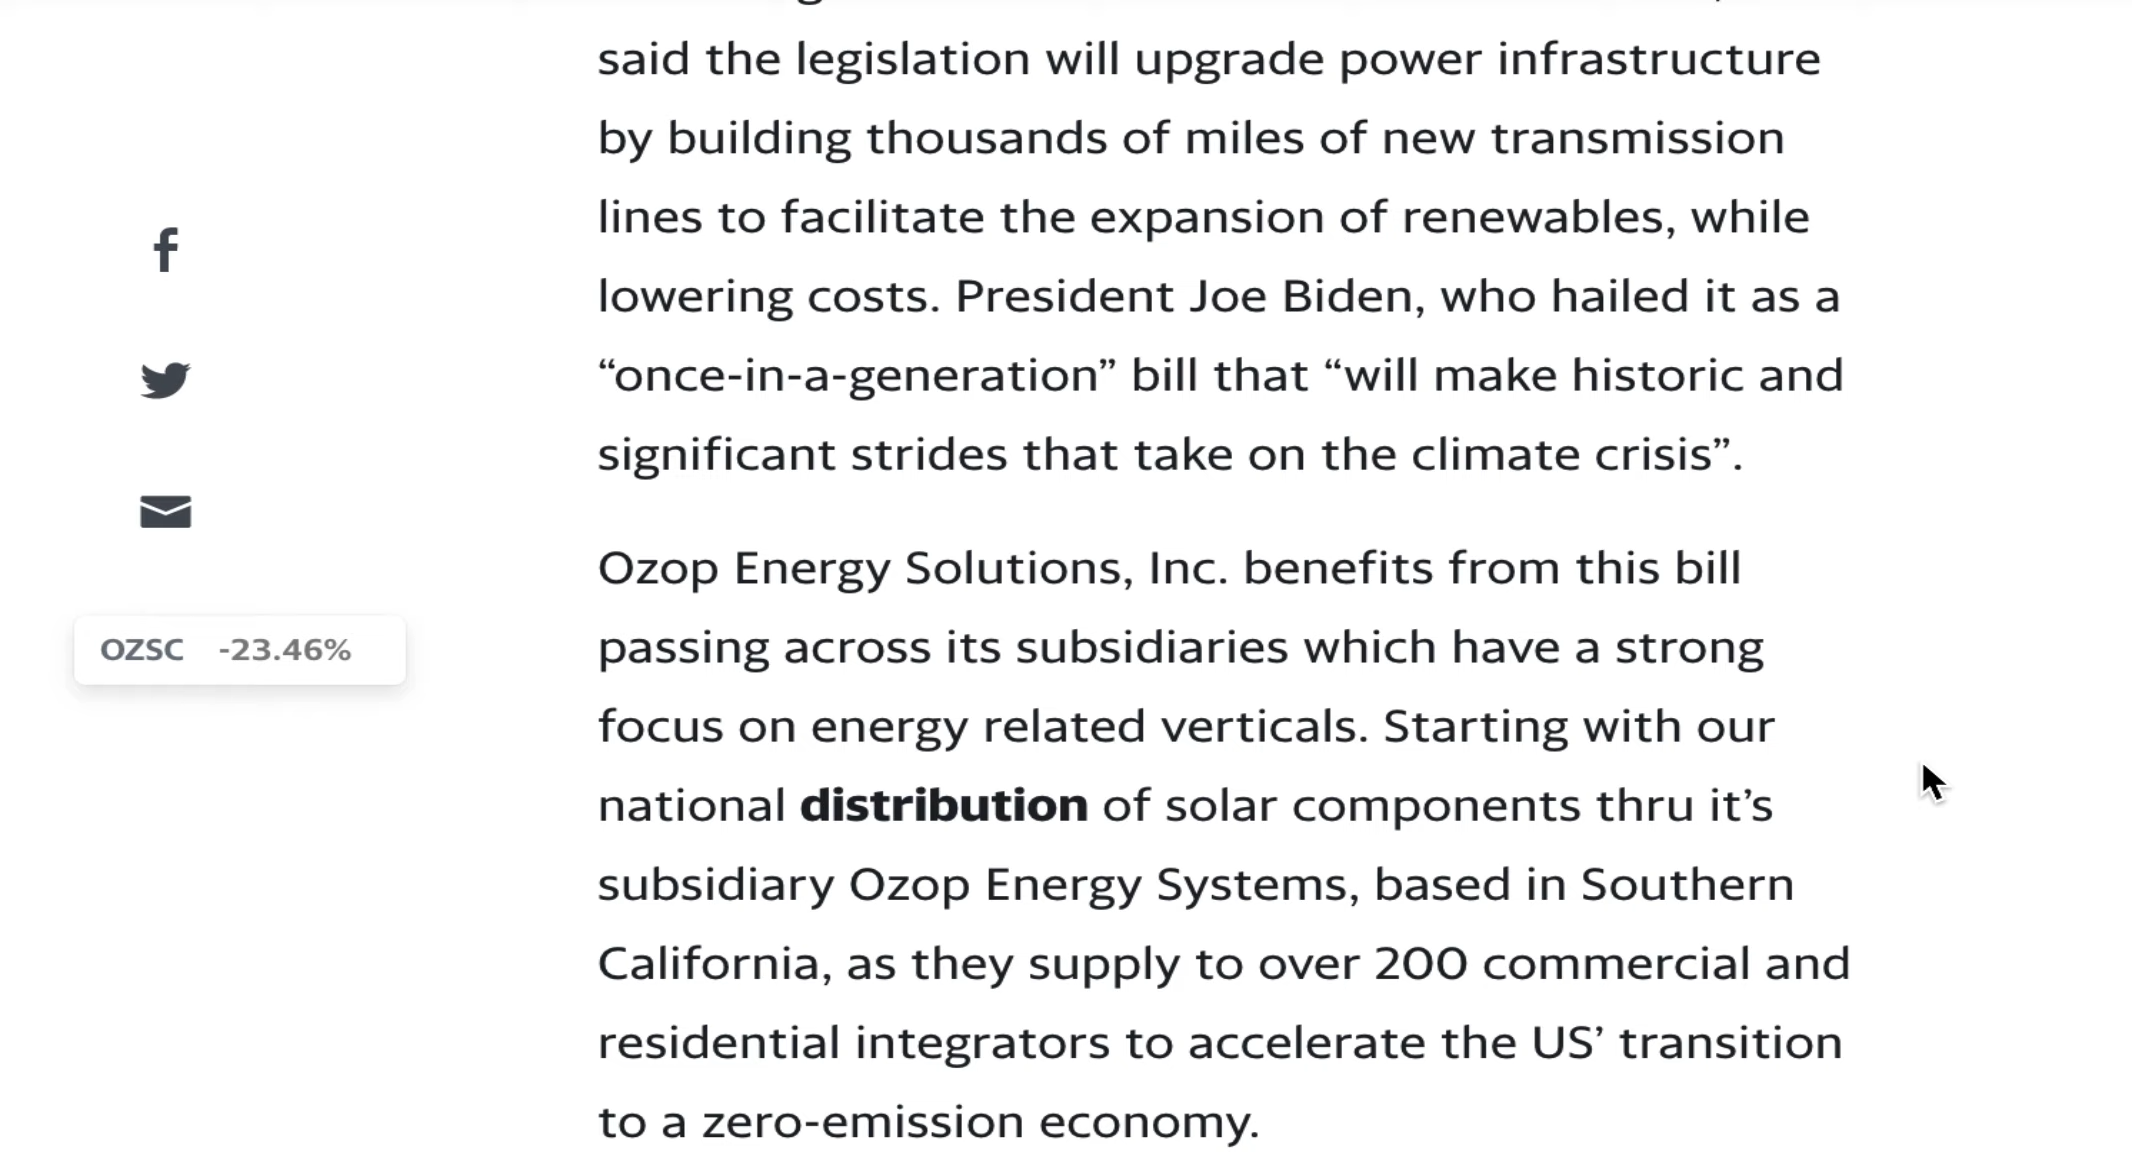 said the legislation will upgrade power infrastructure
by building thousands of miles of new transmission
lines to facilitate the expansion of renewables, while
lowering costs. President Joe Biden, who hailed it as a
“once-in-a-generation” bill that “will make historic and
significant strides that take on the climate crisis”.
OZSC -23.46%
Ozop Energy Solutions, Inc. benefits from this bill
passing across its subsidiaries which have a strong
focus on energy related verticals. Starting with our
national distribution of solar components thru it’s
subsidiary Ozop Energy Systems, based in Southern
California, as they supply to over 200 commercial and
residential integrators to accelerate the US’ transition
to a zero-emission economy.